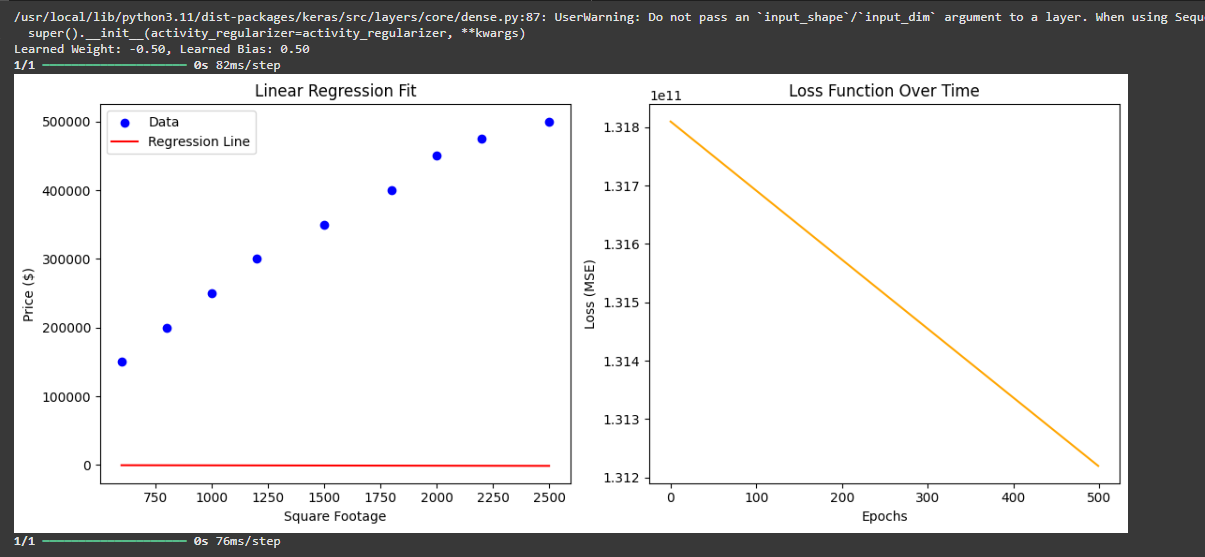 /usr/local/lib/python3.11/dist-packages/keras/src/layers/core/dense.py:87: UserWarning: Do not pass an `input_shape`/`input_dim` argument to a layer. When using Sequ
super().__init__(activity_regularizer=activity_regularizer, **kwargs)
Learned Weight: -0.50, Learned Bias: 0.50
1/1 ━━━━━━━━━━━━━━━━━━━━ 0s 82ms/step
Linear Regression Fit
Data
Regression Line
500000
400000
300000
200000
100000
0
Price ($)
750 1000 1250 1500 1750 2000 2250 2500
Square Footage
Loss Function Over Time
1e11
1.318
1.317
1.316
1.315
1.314
1.313
1.312
Loss (MSE)
0 100 200 300 400 500
Epochs
1/1 ━━━━━━━━━━━━━━━━━━━━ 0s 76ms/step